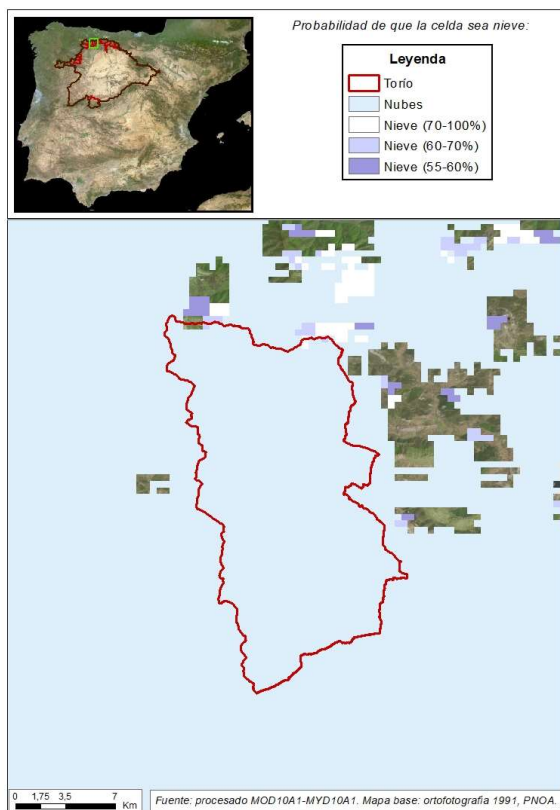 Probabilidad de que la celda sea nieve:
Leyenda
Torío
Nubes
Nieve (70-100%)
Nieve (60-70%)
Nieve (55-60%)
0 1,75 3,5 7
Km
Fuente: procesado MOD10A1-MYD10A1. Mapa base: ortofotografía 1991, PNOA